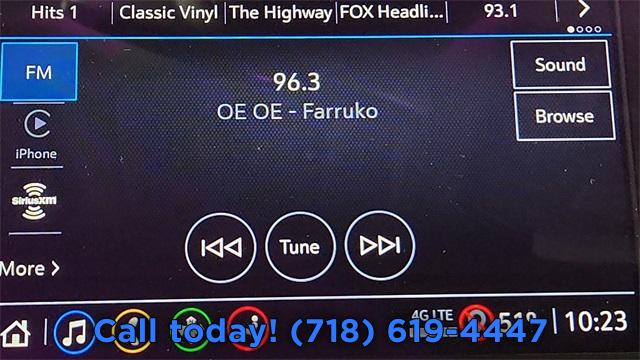 Hits 1 Classic Vinyl The Highway FOX Headli... 93.1
FM
96.3
OE OE - Farruko
Sound
Browse
iPhone
SiriusXM
Tune
More
4G LTE
10:23
Call today! (718) 619-4447